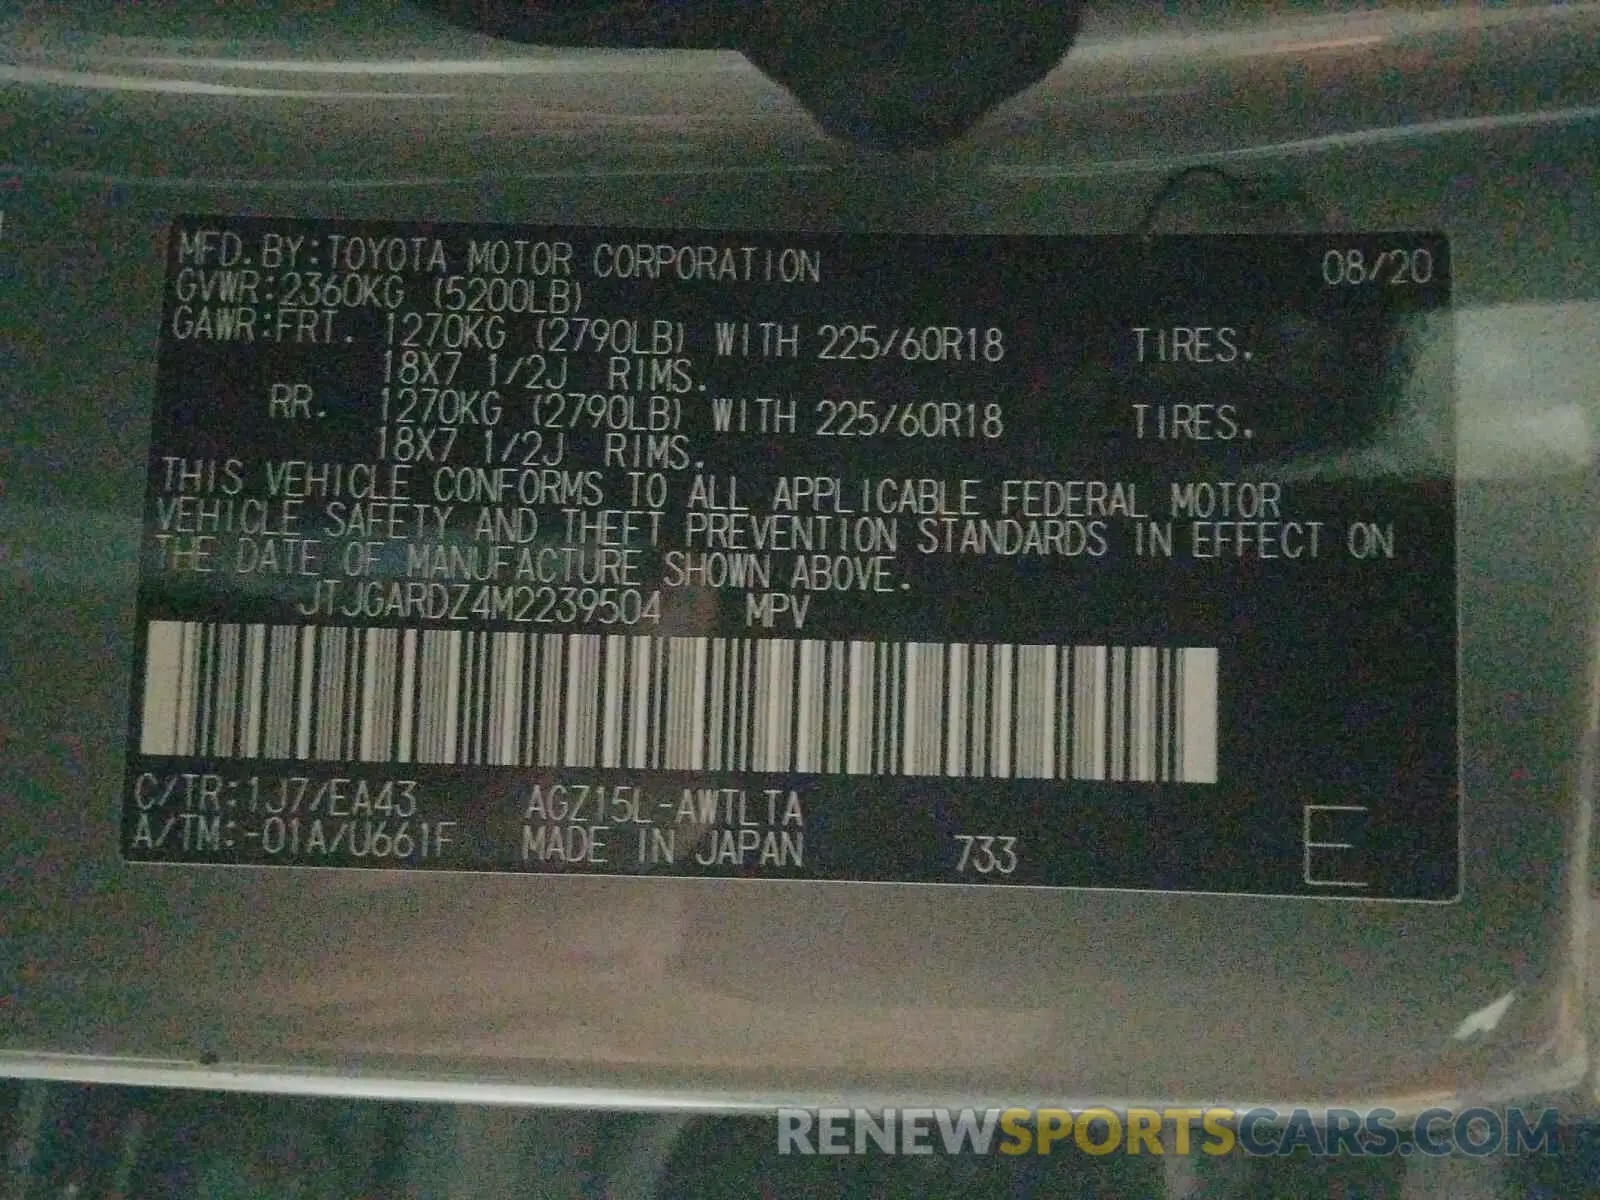 MFD.BY:TOYOTA MOTOR CORPORATION 08/20
GVWR:2360KG (5200LB)
GAWR:FRT. 1270KG (2790LB) WITH 225/60R18 TIRES.
18X7 1/2J RIMS.
RR. 1270KG (2790LB) WITH 225/60R18 TIRES.
18X7 1/2J RIMS.
THIS VEHICLE CONFORMS TO ALL APPLICABLE FEDERAL MOTOR
VEHICLE SAFETY AND THEFT PREVENTION STANDARDS IN EFFECT ON
THE DATE OF MANUFACTURE SHOWN ABOVE.
JTJGARDZ4M2239504 MPV
C/TR:1J7/EA43 AGZ15L-AWTLTA
A/TM:-01A/U661F MADE IN JAPAN 733 E
RENEWSPORTSCARS.COM